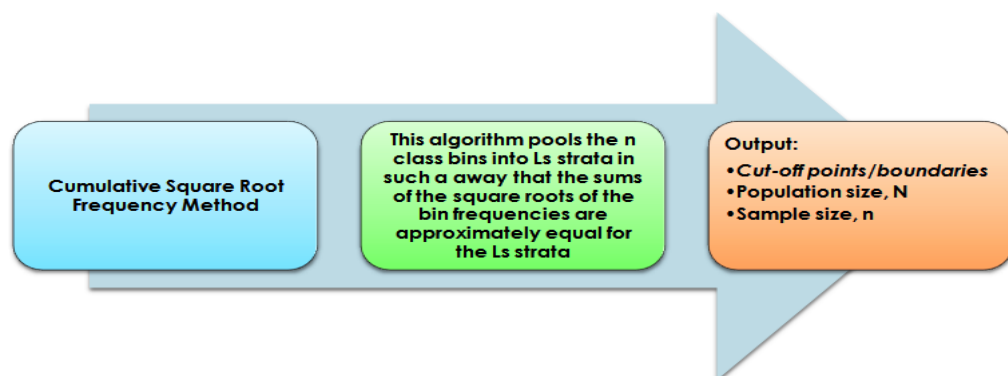 Cumulative Square Root
Frequency Method
This algorithm pools the n
class bins into Ls strata in
such a away that the sums
of the square roots of the
bin frequencies are
approximately equal for
the Ls strata
Output:
•Cut-off points/boundaries
•Population size, N
•Sample size, n